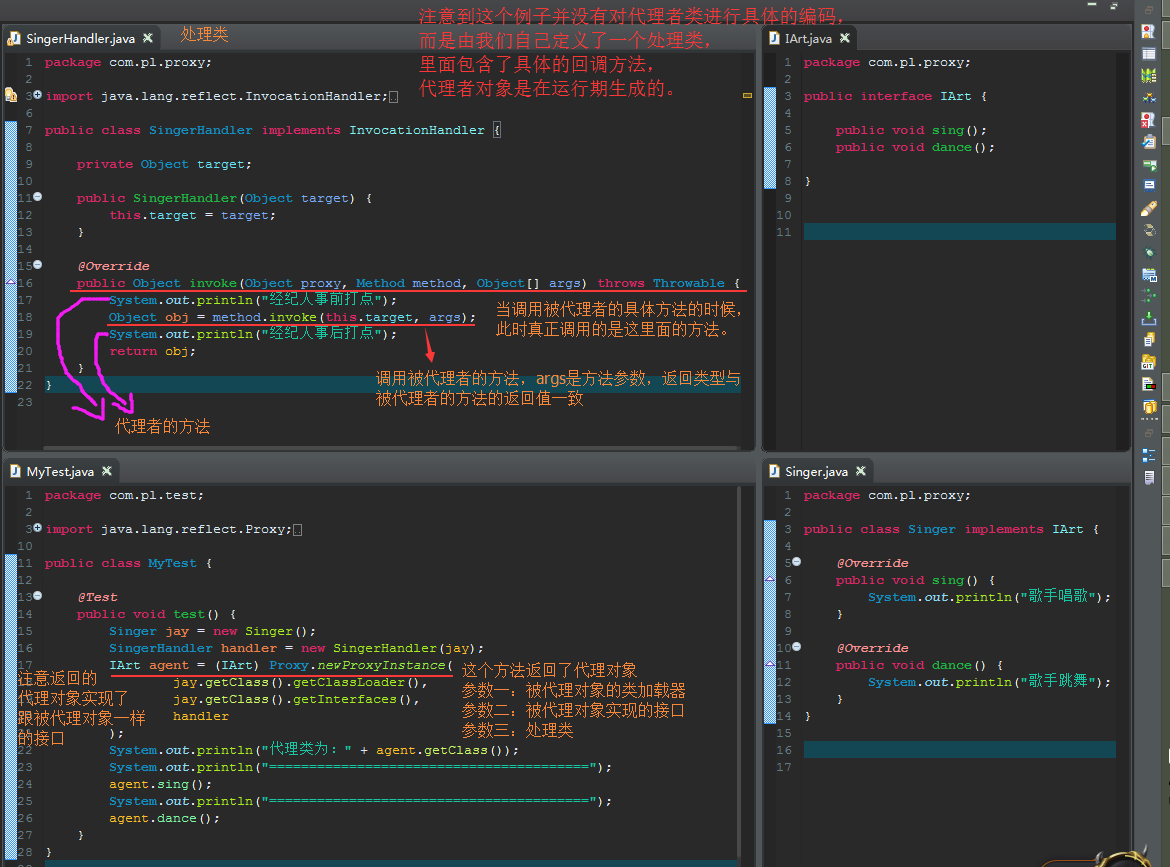 注意到这个例子并没有对代理者类进行具体的编码，
而是由我们自己定义了一个处理类，
里面包含了具体的回调方法，
代理者对象是在运行期生成的。
SingerHandler.java
处理类
1 package com.pl.proxy;
2
3 import java.lang.reflect.InvocationHandler;
6
7 public class SingerHandler implements InvocationHandler {
8
9 private Object target;
10
11 public SingerHandler(Object target) {
12 this.target = target;
13 }
14
15 @Override
16 public Object invoke(Object proxy, Method method, Object[] args) throws Throwable {
17 System.out.println("经纪人事前打点");
18 Object obj = method.invoke(this.target, args);
19 System.out.println("经纪人事后打点");
20 return obj;
21 }
22 }
23
当调用被代理者的具体方法的时候，
此时真正调用的是这里面的方法。
调用被代理者的方法，args是方法参数，返回类型与
被代理者的方法的返回值一致
代理者的方法
IArt.java
1 package com.pl.proxy;
2
3 public interface IArt {
4
5 public void sing();
6 public void dance();
7
8 }
9
10
11
MyTest.java
1 package com.pl.test;
2
3 import java.lang.reflect.Proxy;
10
11 public class MyTest {
12
13 @Test
14 public void test() {
15 Singer jay = new Singer();
16 SingerHandler handler = new SingerHandler(jay);
17 IArt agent = (IArt) Proxy.newProxyInstance(
jay.getClass().getClassLoader(),
jay.getClass().getInterfaces(),
handler
);
22 System.out.println("代理类为：" + agent.getClass());
23 System.out.println("========================================");
24 agent.sing();
25 System.out.println("========================================");
26 agent.dance();
27 }
28 }
注意返回的
代理对象实现了
跟被代理对象一样
的接口
这个方法返回了代理对象
参数一：被代理对象的类加载器
参数二：被代理对象实现的接口
参数三：处理类
Singer.java
1 package com.pl.proxy;
2
3 public class Singer implements IArt {
4
5 @Override
6 public void sing() {
7 System.out.println("歌手唱歌");
8 }
9
10 @Override
11 public void dance() {
12 System.out.println("歌手跳舞");
13 }
14 }
15
16
17